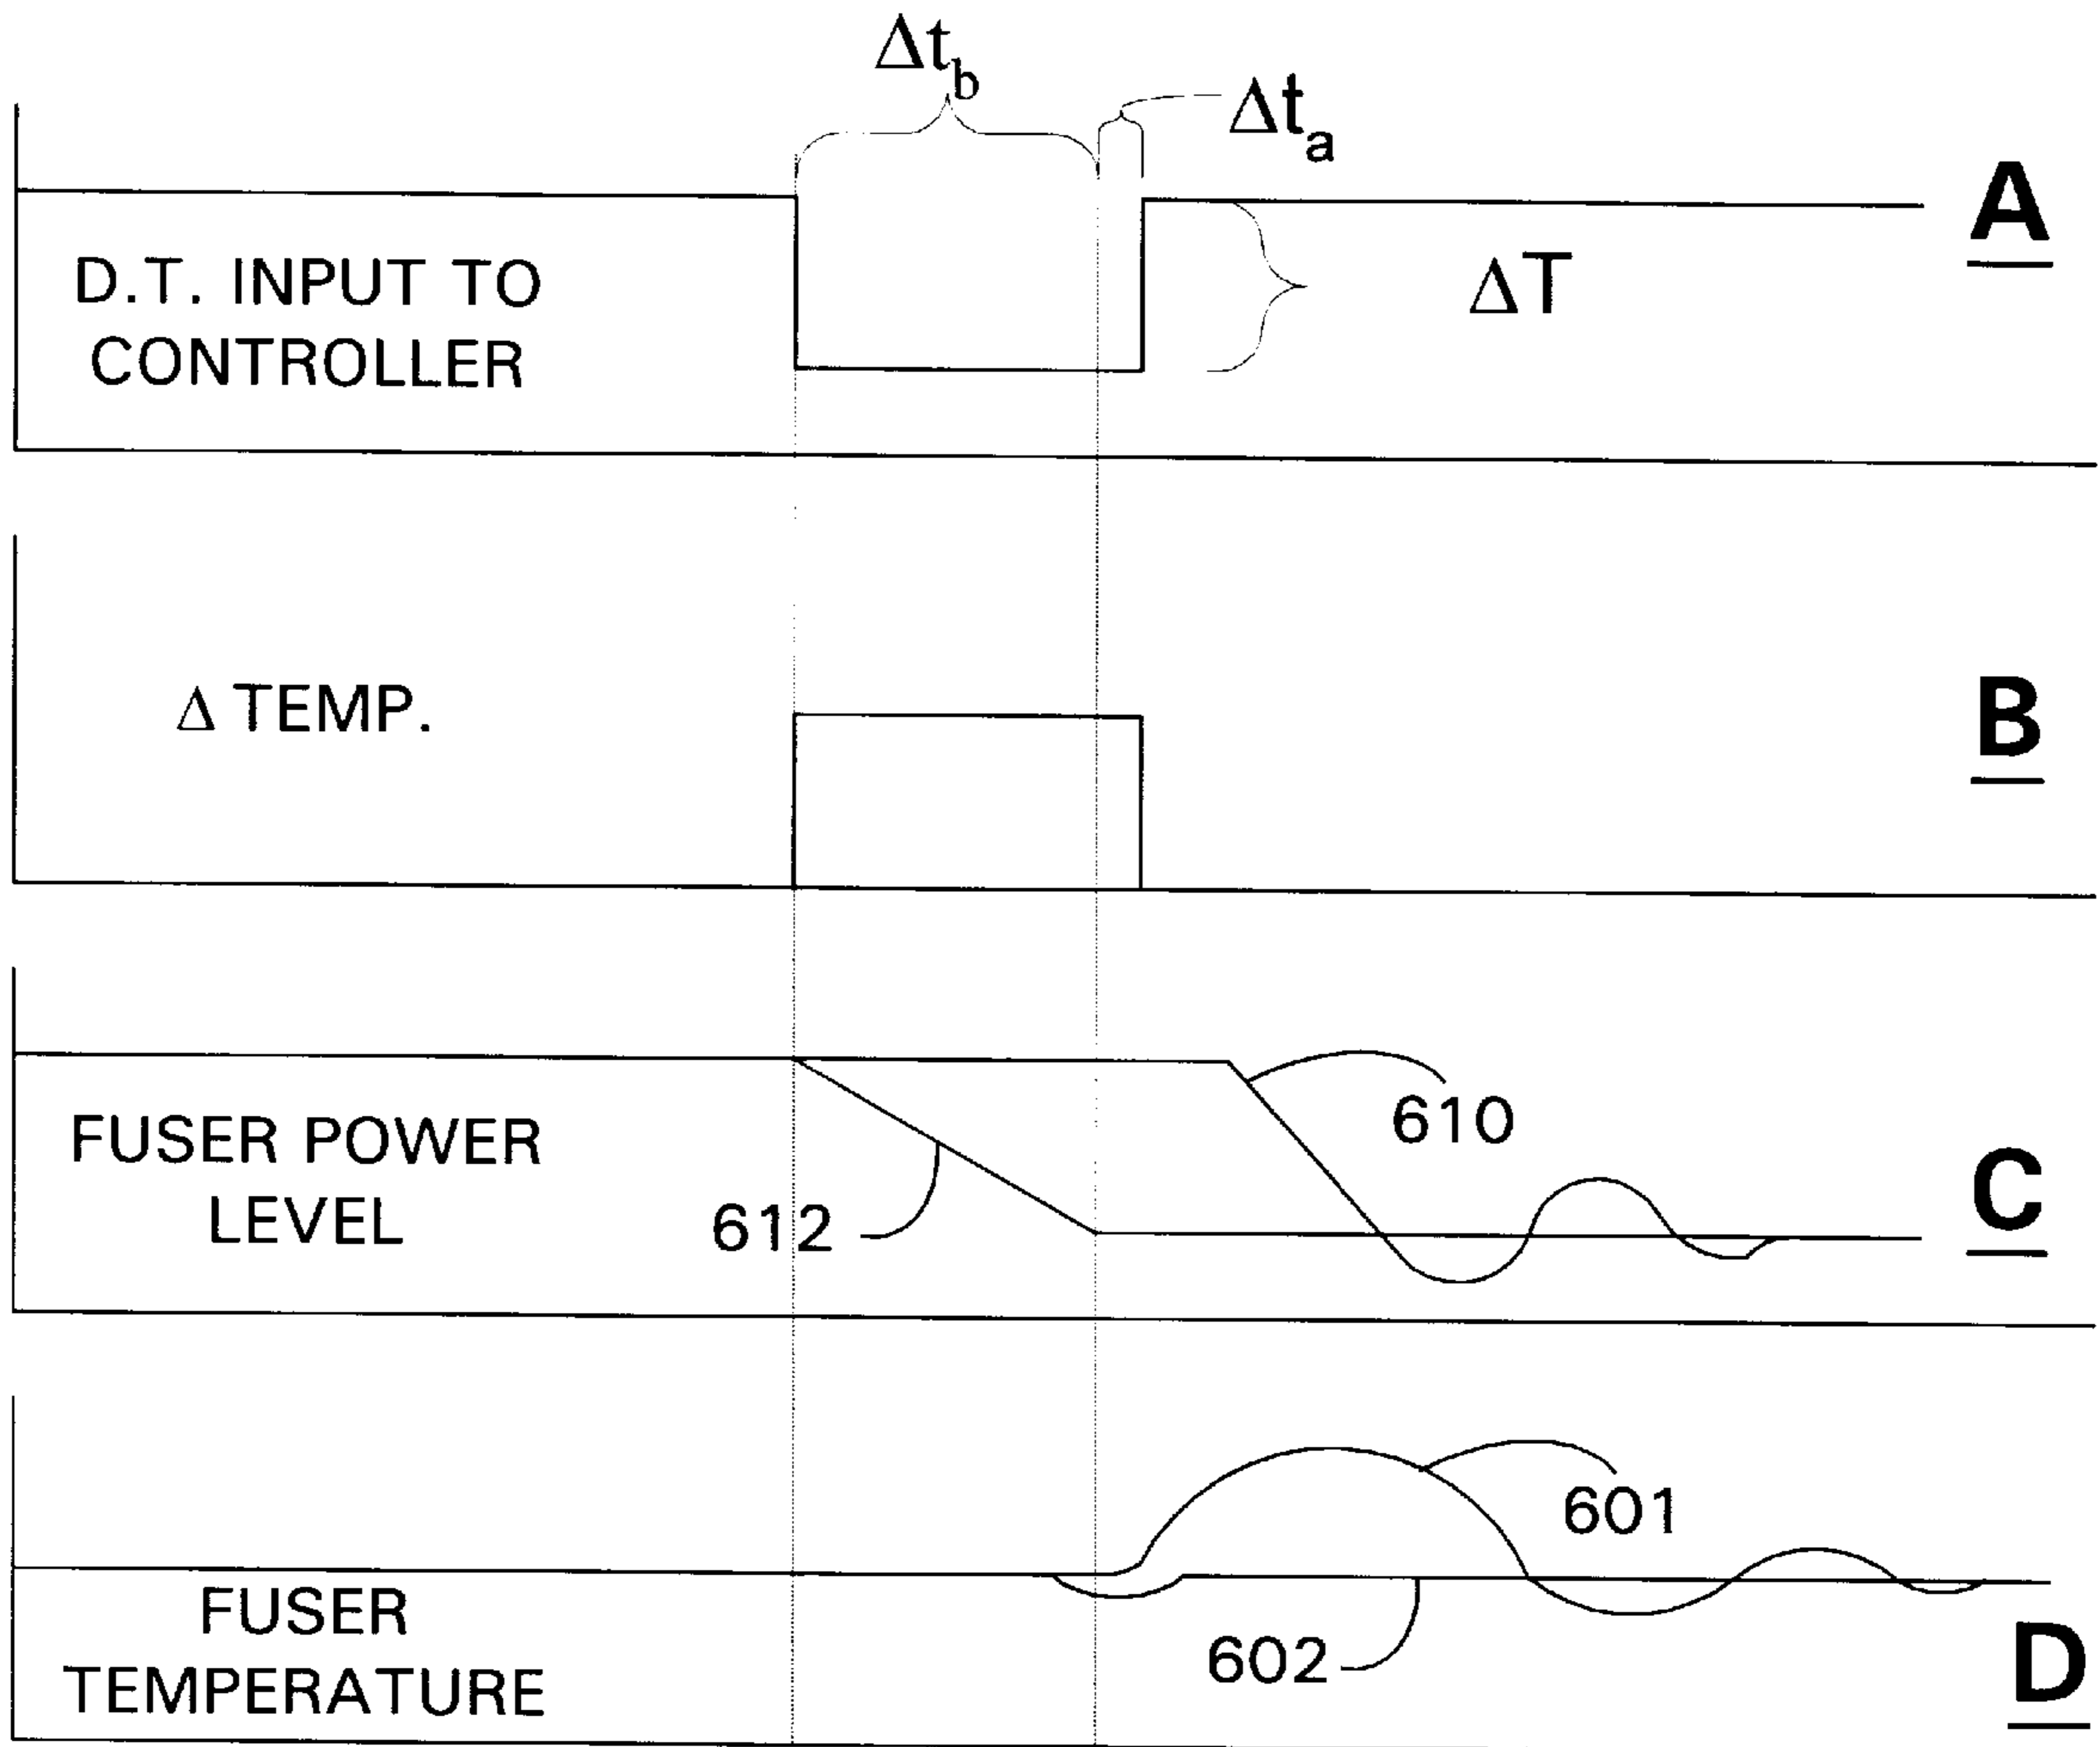 Δt_b
Δt_a
A
D.T. INPUT TO
CONTROLLER
ΔT
Δ TEMP.
B
610
FUSER POWER
LEVEL
612
C
601
FUSER
TEMPERATURE
602
D